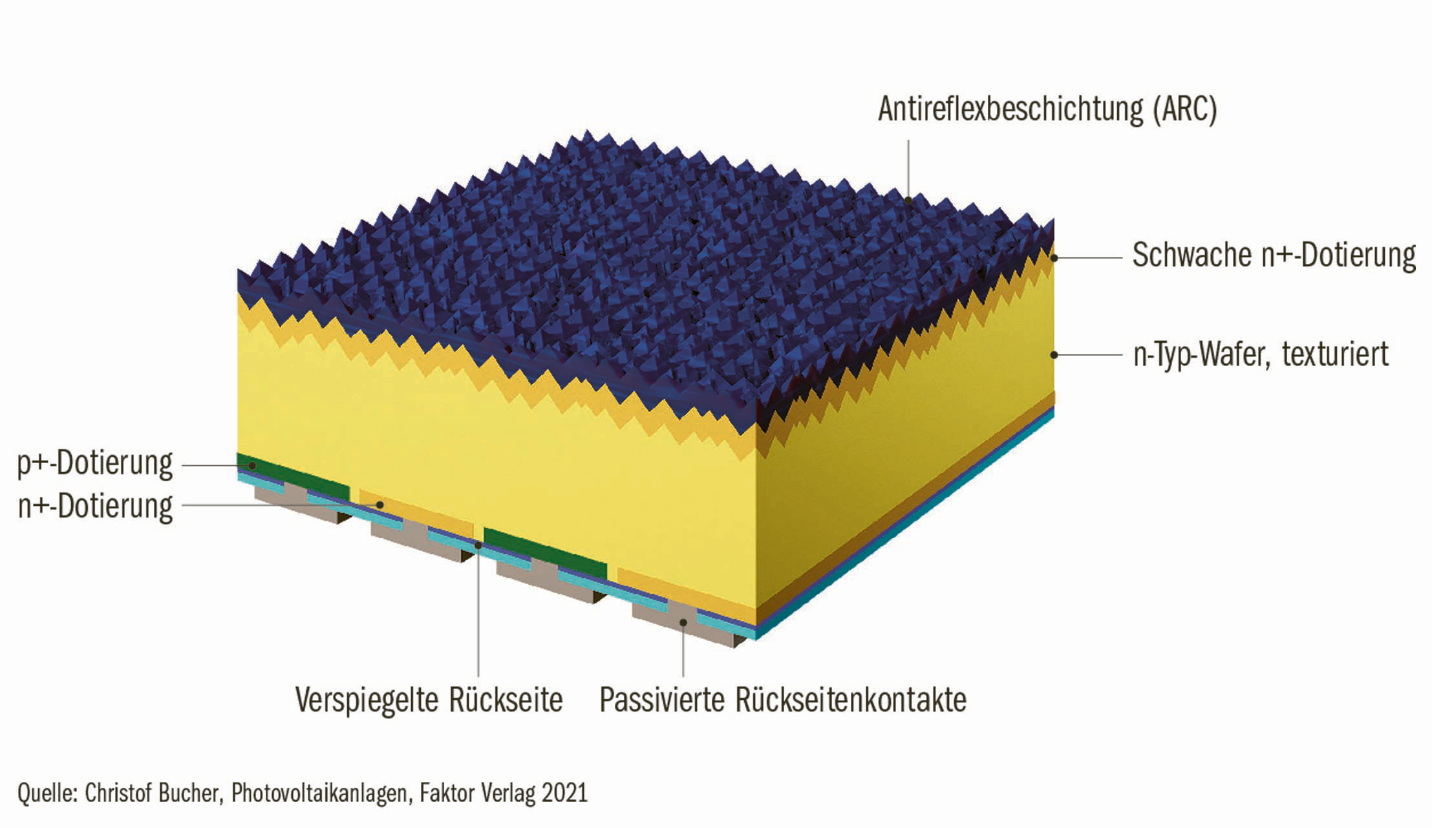 Antireflexbeschichtung (ARC)
Schwache n+-Dotierung
n-Typ-Wafer, texturiert
p+-Dotierung
n+-Dotierung
Verspiegelte Rückseite
Passivierte Rückseitenkontakte
Quelle: Christof Bucher, Photovoltaikanlagen, Faktor Verlag 2021